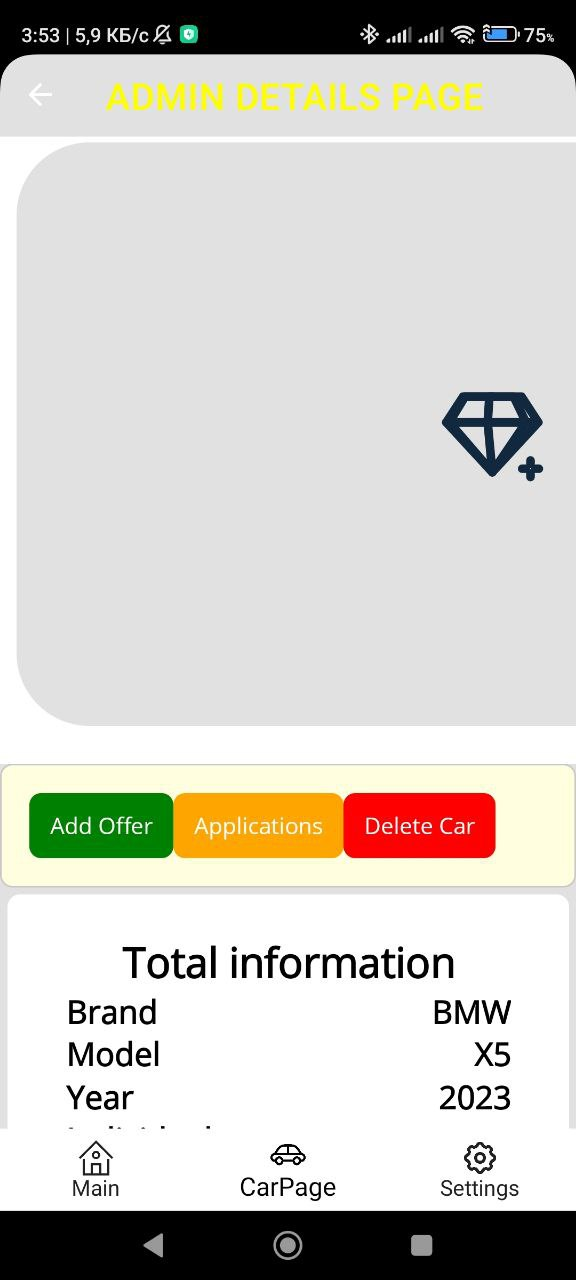 3:53 | 5,9 КБ/с 75%
ADMIN DETAILS PAGE
Add Offer Applications Delete Car
Total information
Brand BMW
Model X5
Year 2023
Main CarPage Settings